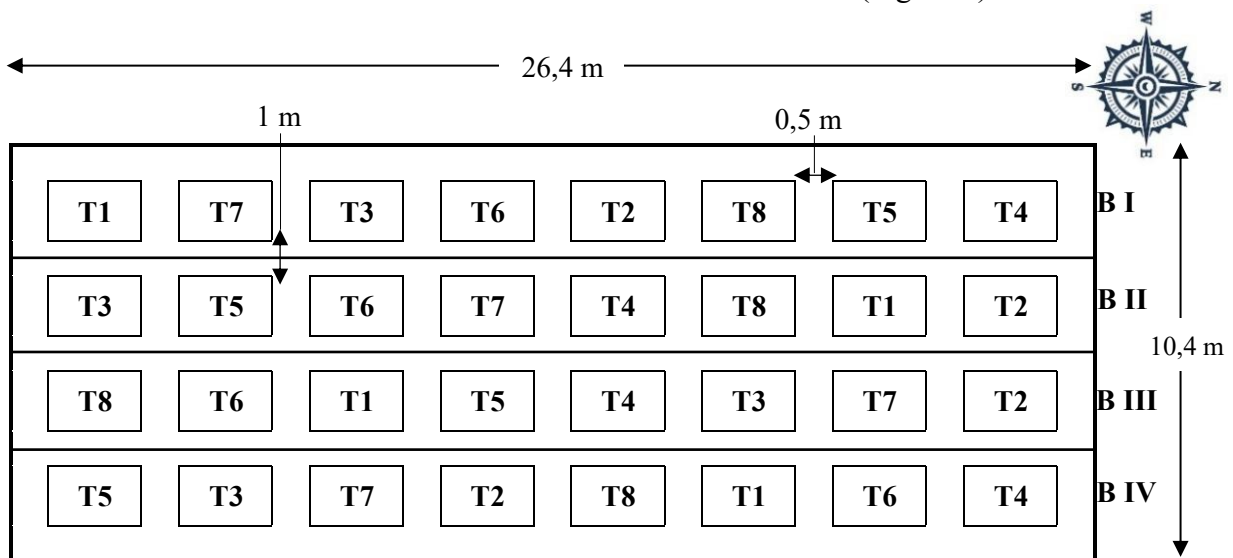 26,4 m
W
S N
E
1 m 0,5 m
T1 T7 T3 T6 T2 T8 T5 T4 B I
T3 T5 T6 T7 T4 T8 T1 T2 B II
10,4 m
T8 T6 T1 T5 T4 T3 T7 T2 B III
T5 T3 T7 T2 T8 T1 T6 T4 B IV